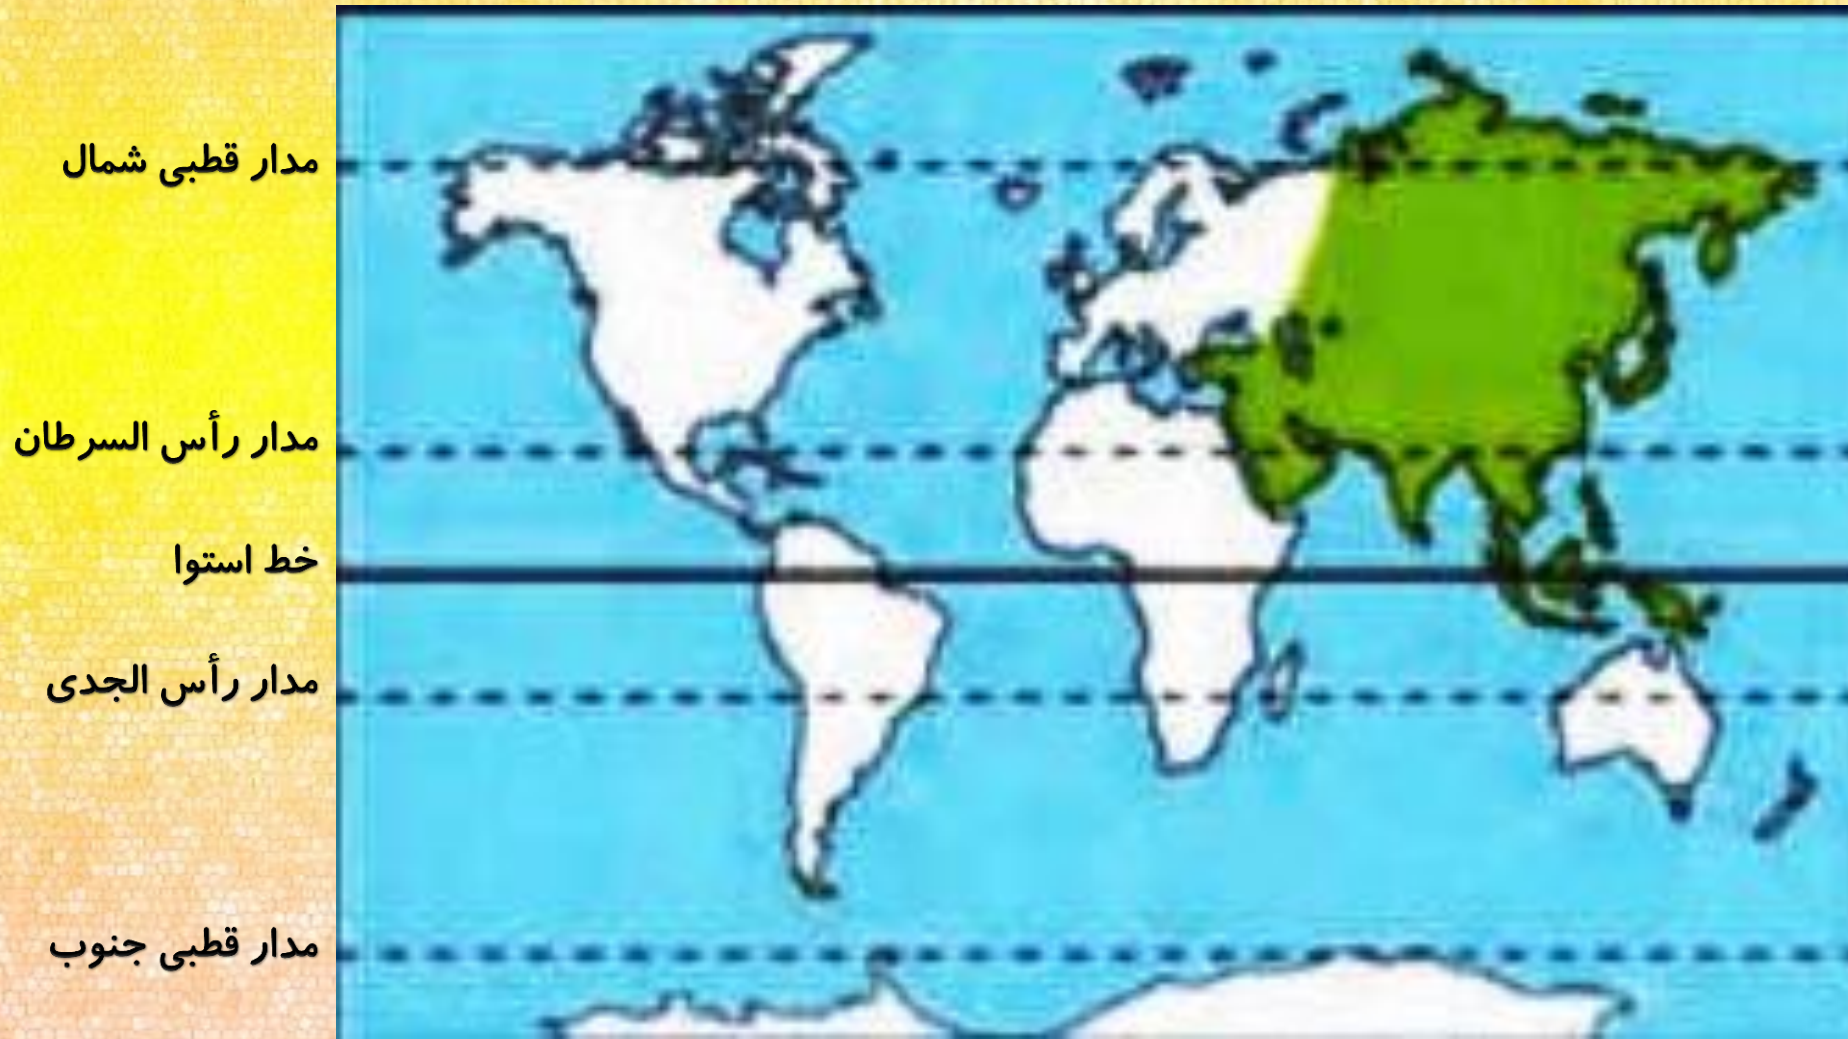 مدار قطبی شمال
مدار رأس السرطان
خط استوا
مدار رأس الجدی
مدار قطبی جنوب